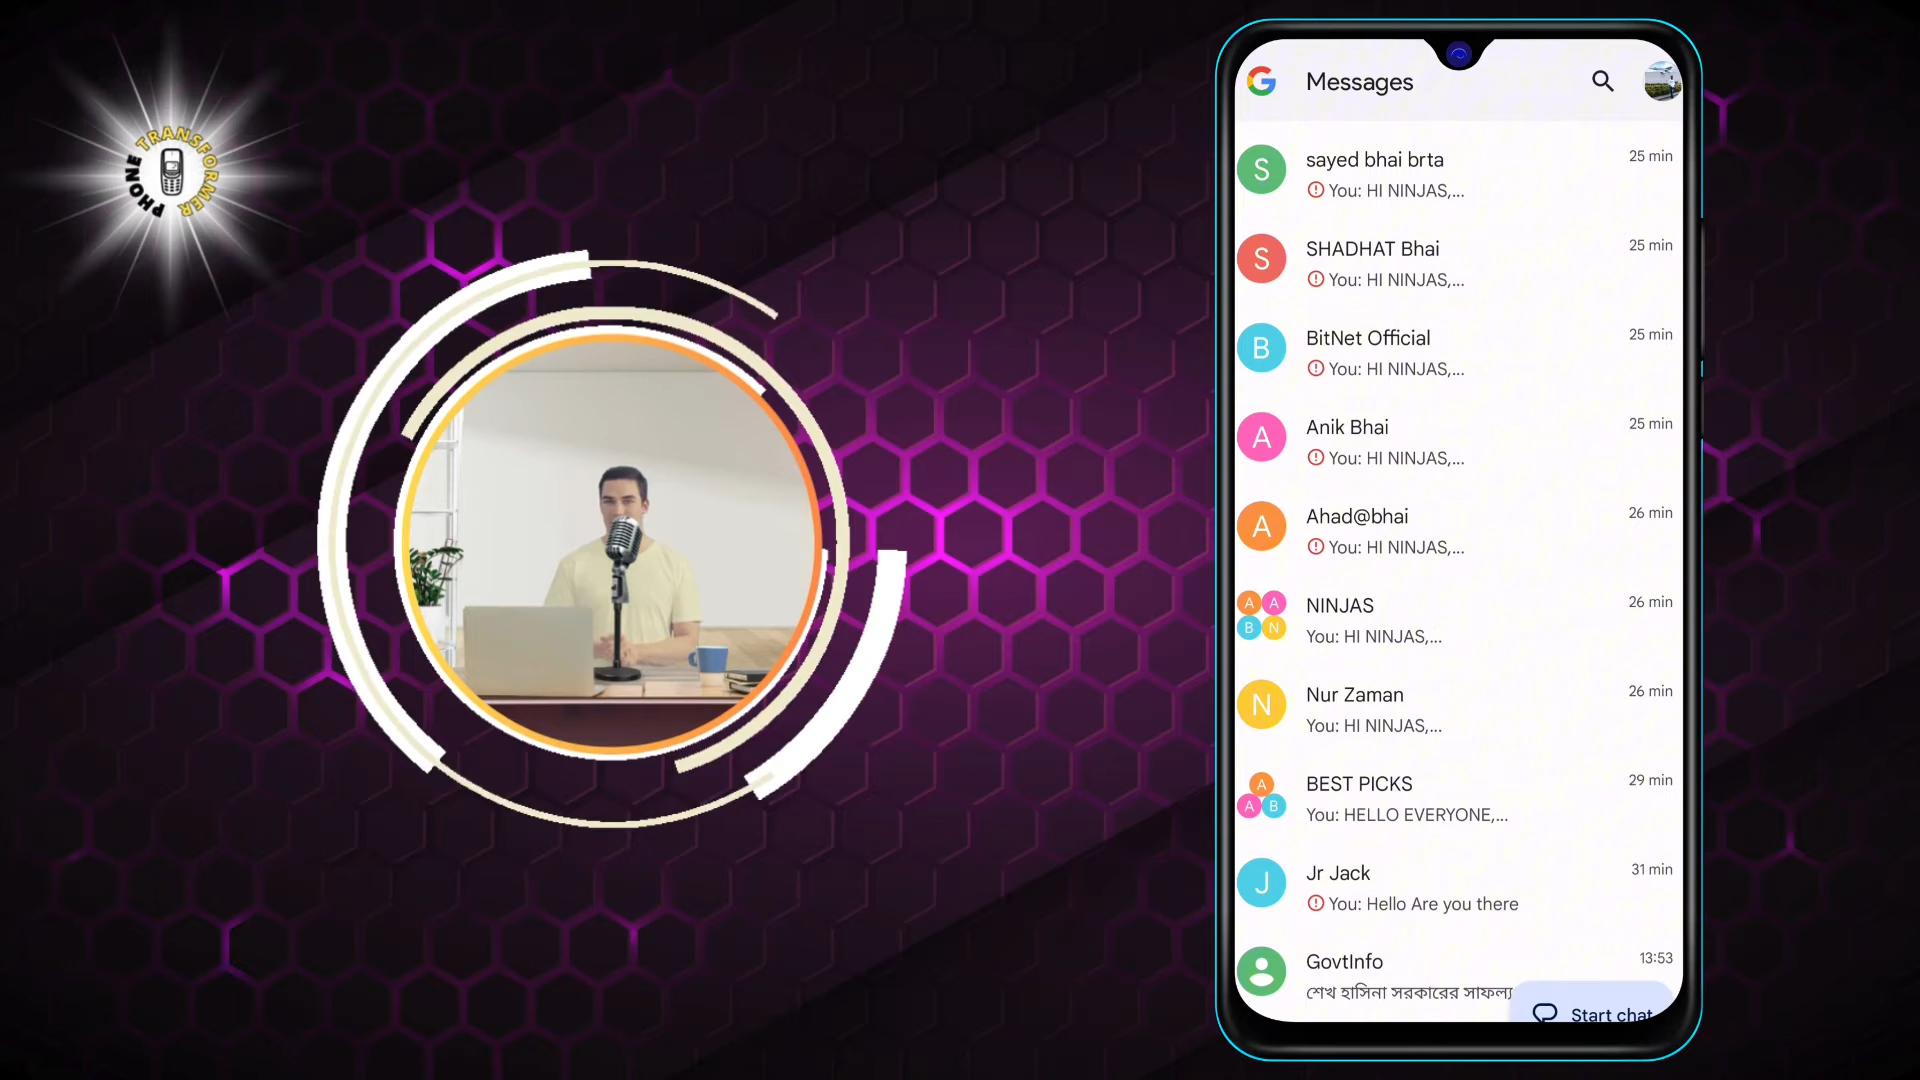 PHONE TRANSFORMER
G Messages
S sayed bhai brta 25 min
You: HI NINJAS,...
S SHADHAT Bhai 25 min
You: HI NINJAS,...
B BitNet Official 25 min
You: HI NINJAS,...
A Anik Bhai 25 min
You: HI NINJAS,...
A Ahad@bhai 26 min
You: HI NINJAS,...
A A NINJAS 26 min
B N You: HI NINJAS,...
N Nur Zaman 26 min
You: HI NINJAS,...
A BEST PICKS 29 min
A B You: HELLO EVERYONE,...
J Jr Jack 31 min
You: Hello Are you there
GovtInfo 13:53
শেখ হাসিনা সরকারের সাফল্য
Start chat